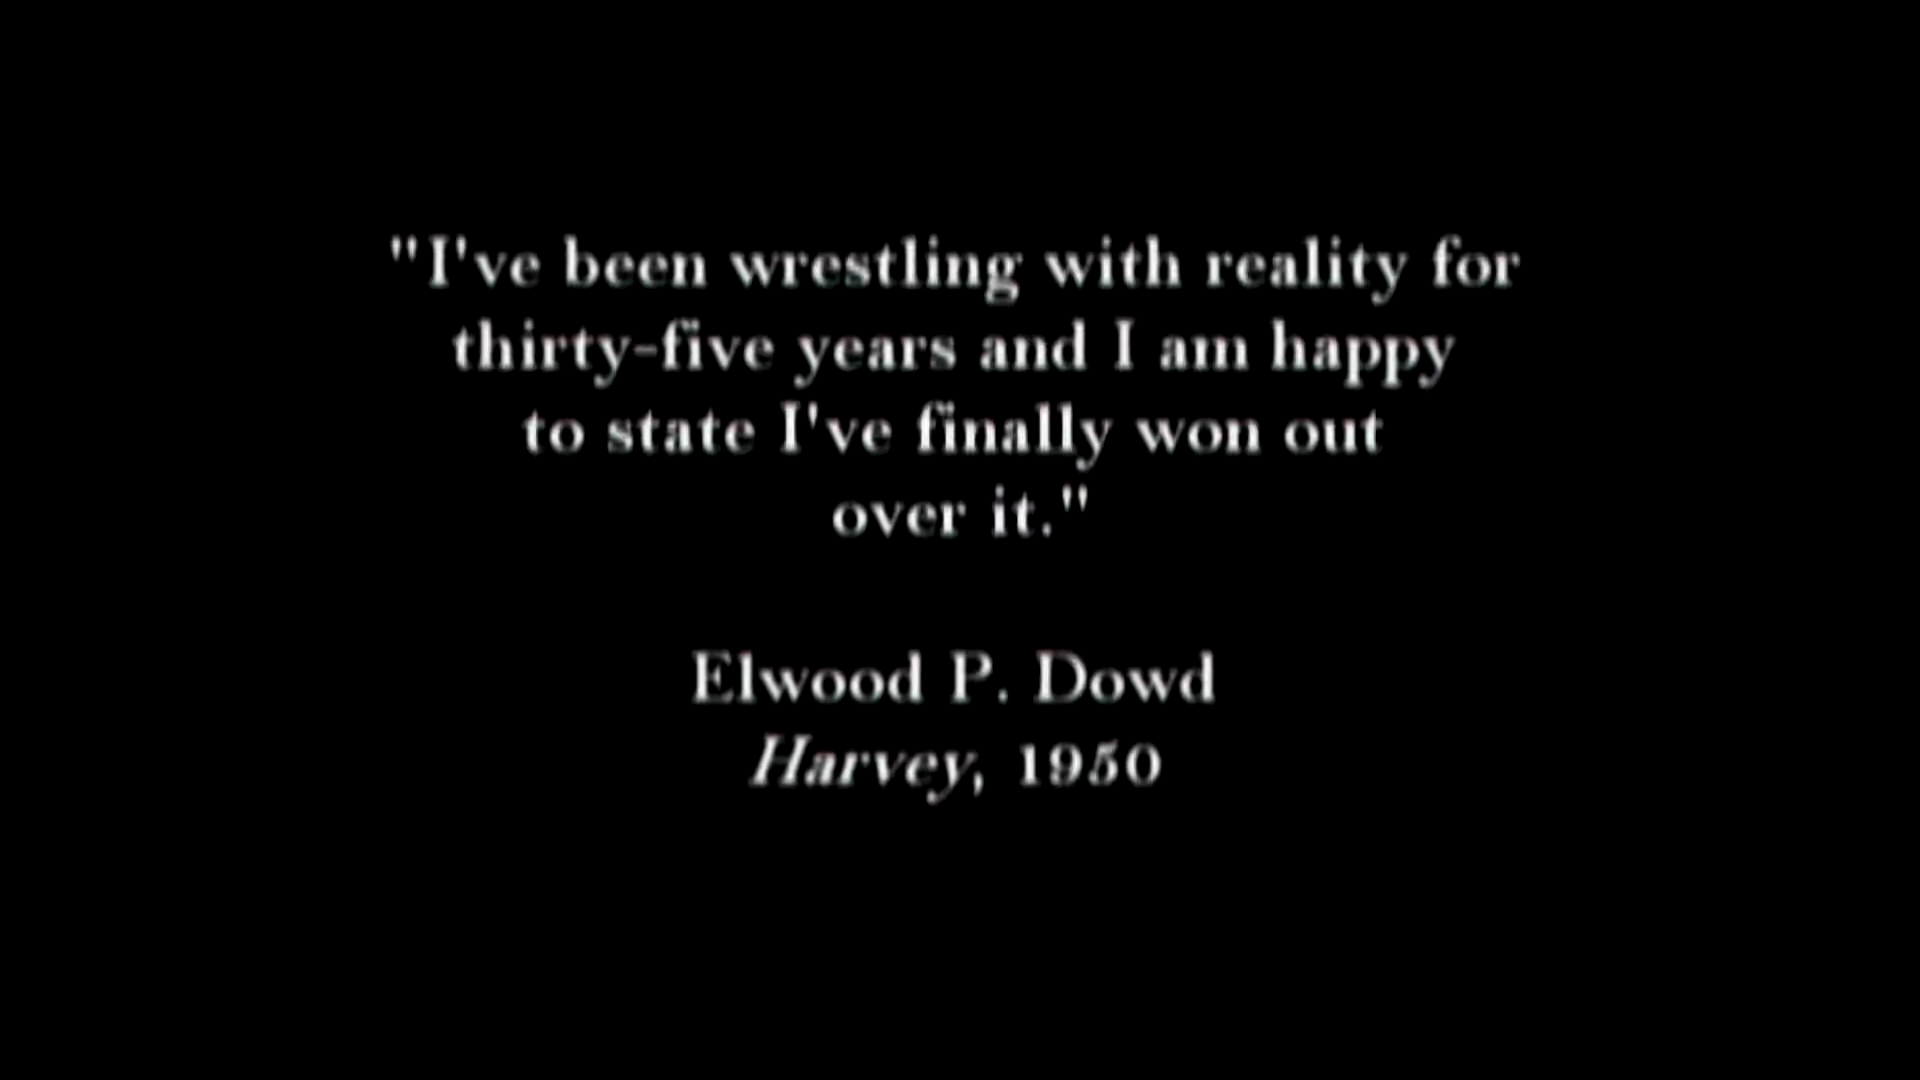 "I've been wrestling with reality for
thirty-five years and I am happy
to state I've finally won out
over it."
Elwood P. Dowd
Harvey, 1950